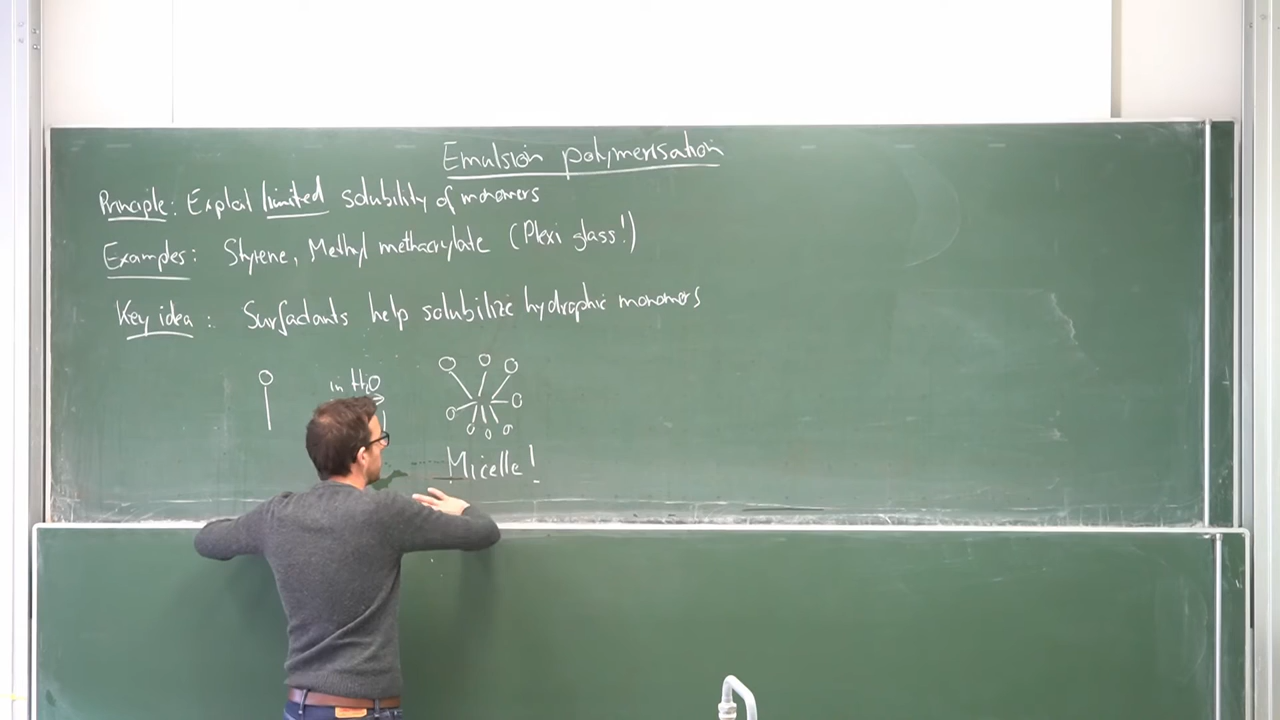 Emulsion polymerisation
Principle: Exploit limited solubility of monomers
Examples: Styrene, Methyl methacrylate (Plexi glass!)
Key idea: Surfactants help solubilize hydrophic monomers
in H2O
Micelle!